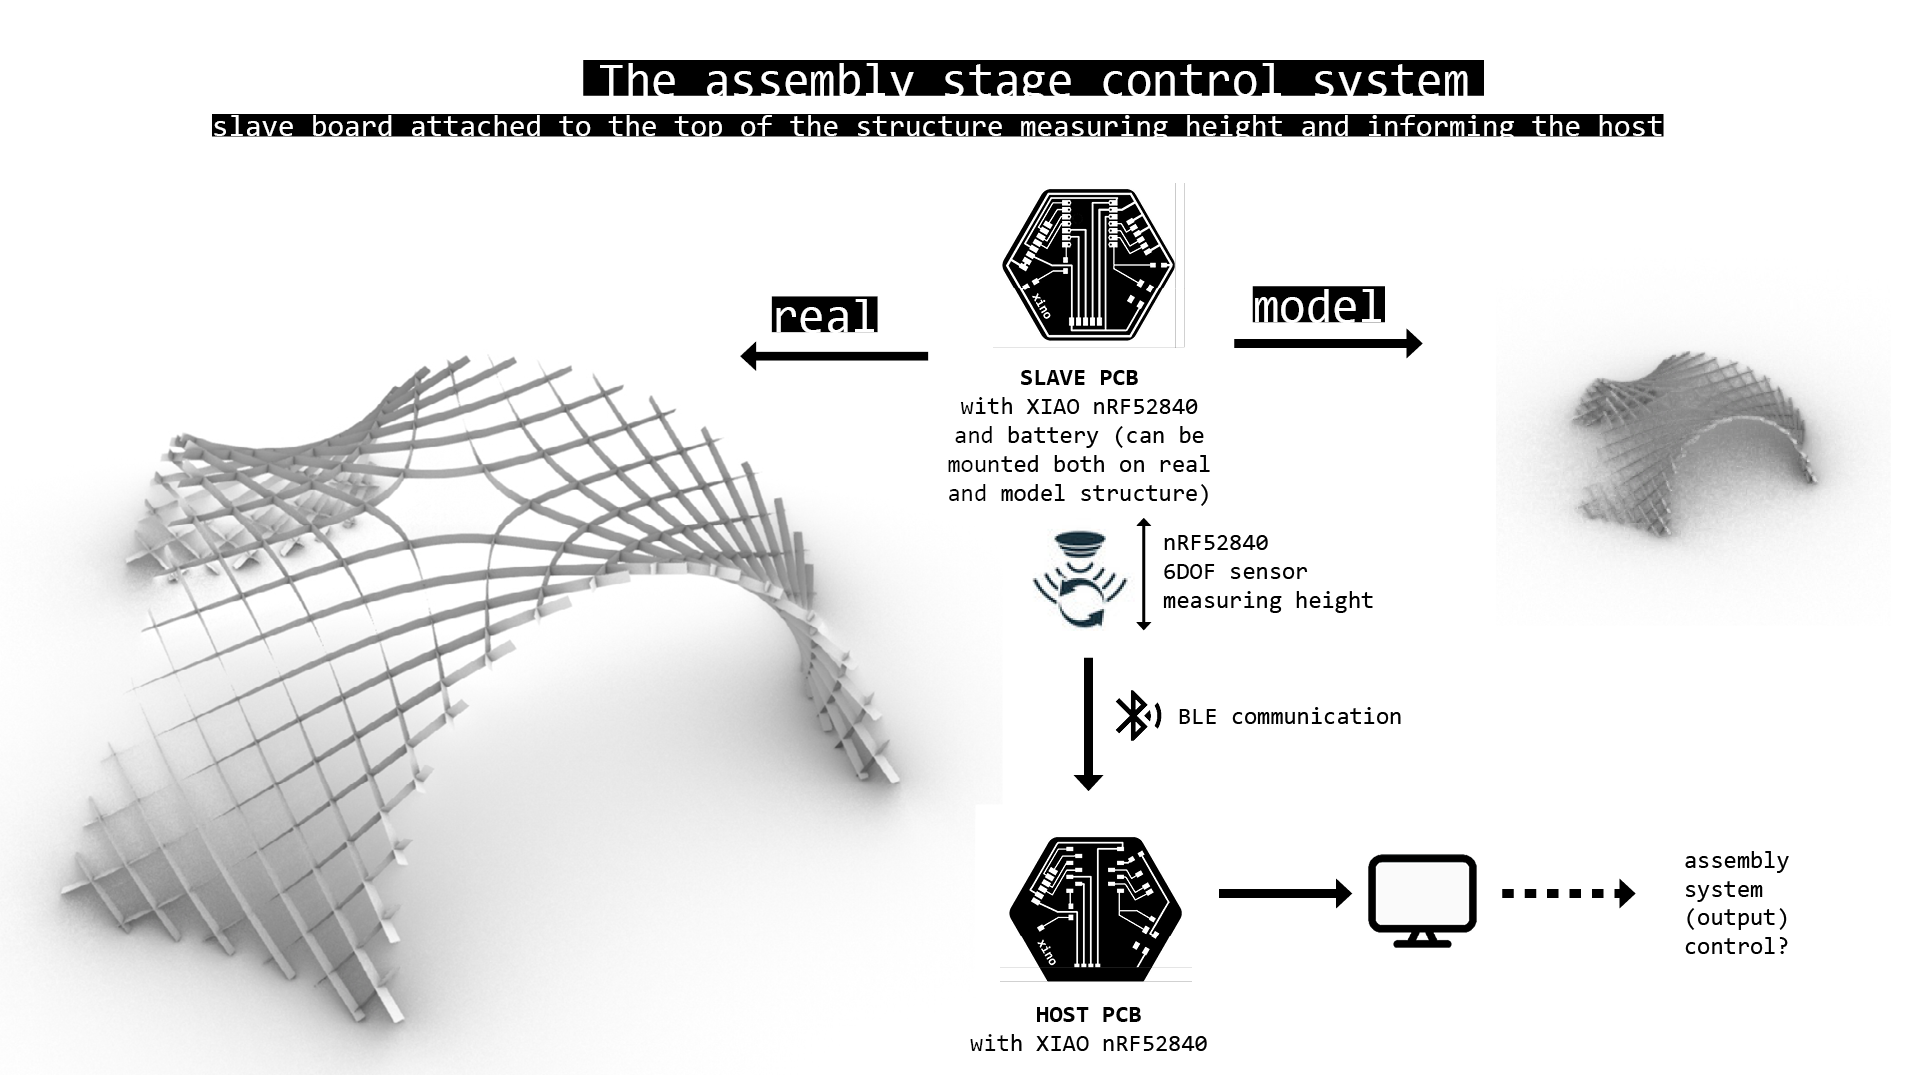 The assembly stage control system
slave board attached to the top of the structure measuring height and informing the host
real
model
xino
SLAVE PCB
with XIAO nRF52840
and battery (can be
mounted both on real
and model structure)
nRF52840
6DOF sensor
measuring height
BLE communication
xino
HOST PCB
with XIAO nRF52840
assembly
system
(output)
control?